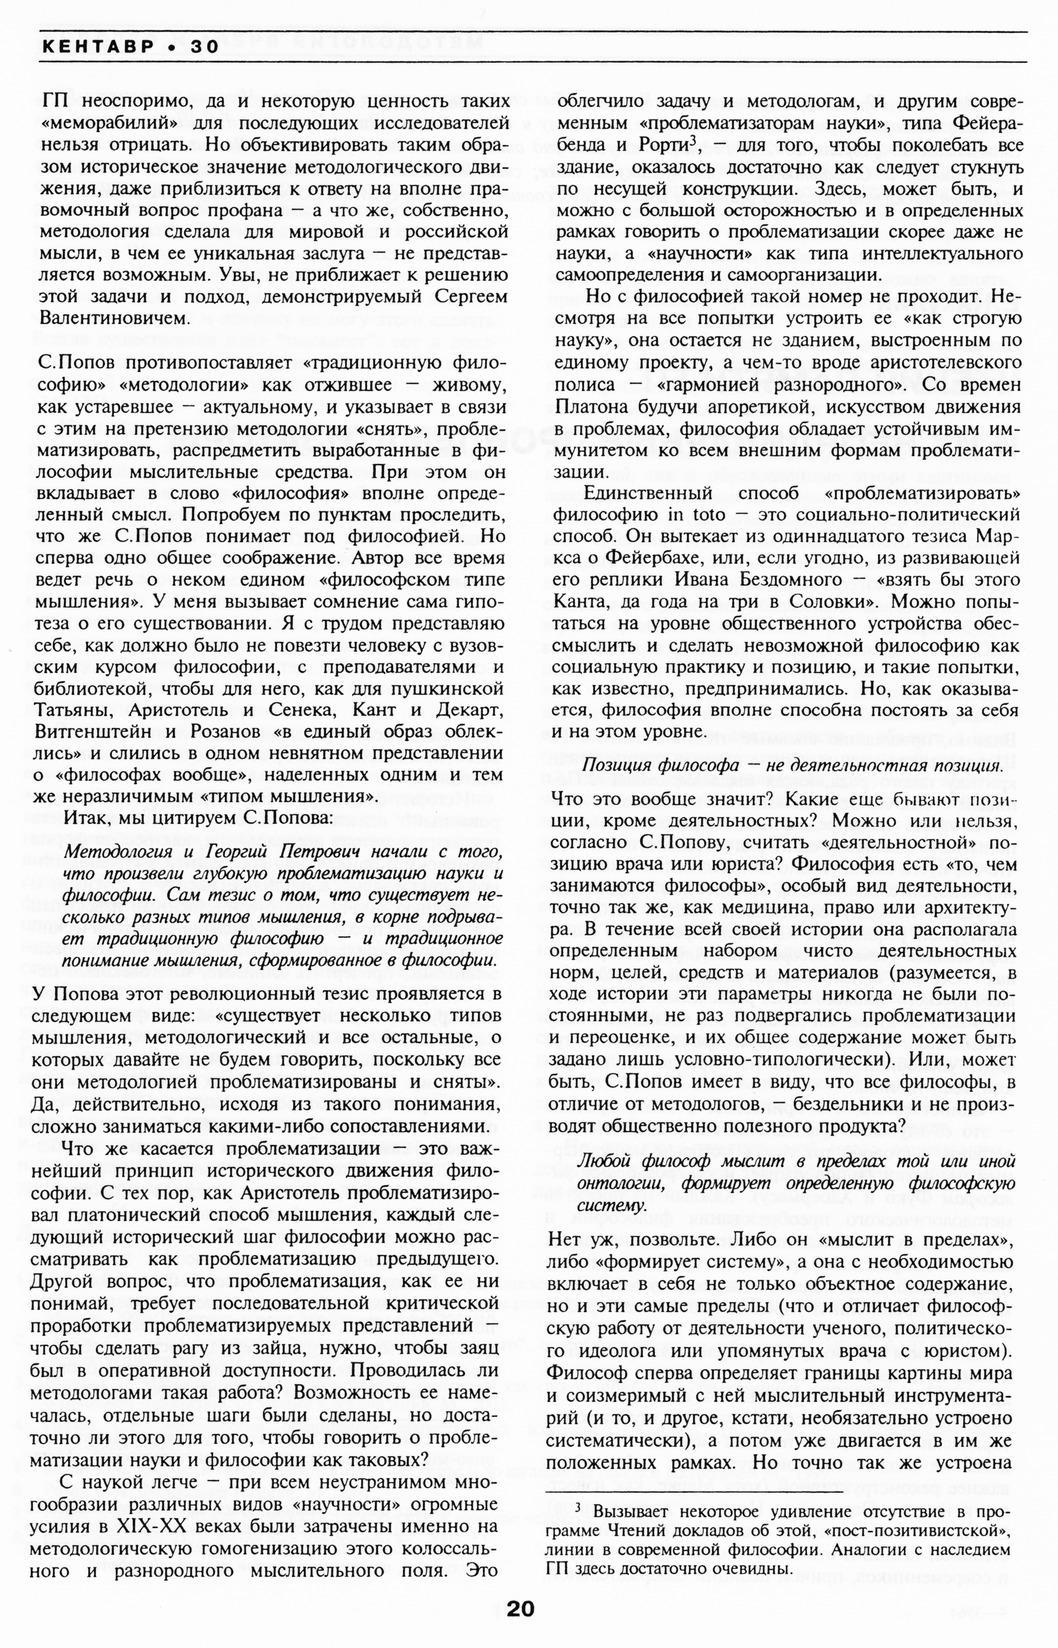 КЕНТАВР • 30
ГП неоспоримо, да и некоторую ценность таких
«меморабилий» для последующих исследователей
нельзя отрицать. Но объективировать таким обра-
зом историческое значение методологического дви-
жения, даже приблизиться к ответу на вполне пра-
вомочный вопрос профана — а что же, собственно,
методология сделала для мировой и российской
мысли, в чем ее уникальная заслуга — не представ-
ляется возможным. Увы, не приближает к решению
этой задачи и подход, демонстрируемый Сергеем
Валентиновичем.
С.Попов противопоставляет «традиционную фило-
софию» «методологии» как отжившее — живому,
как устаревшее — актуальному, и указывает в связи
с этим на претензию методологии «снять», пробле-
матизировать, распредметить выработанные в фи-
лософии мыслительные средства. При этом он
вкладывает в слово «философия» вполне опреде-
ленный смысл. Попробуем по пунктам проследить,
что же С.Попов понимает под философией. Но
сперва одно общее соображение. Автор все время
ведет речь о неком едином «философском типе
мышления». У меня вызывает сомнение сама гипо-
теза о его существовании. Я с трудом представляю
себе, как должно было не повезти человеку с вузов-
ским курсом философии, с преподавателями и
библиотекой, чтобы для него, как для пушкинской
Татьяны, Аристотель и Сенека, Кант и Декарт,
Витгенштейн и Розанов «в единый образ облек-
лись» и слились в одном невнятном представлении
о «философах вообще», наделенных одним и тем
же неразличимым «типом мышления».
Итак, мы цитируем С.Попова:
Методология и Георгий Петрович начали с того,
что произвели глубокую проблематизацию науки и
философии. Сам тезис о том, что существует не-
сколько разных типов мышления, в корне подрыва-
ет традиционную философию — и традиционное
понимание мышления, сформированное в философии.
У Попова этот революционный тезис проявляется в
следующем виде: «существует несколько типов
мышления, методологический и все остальные, о
которых давайте не будем говорить, поскольку все
они методологией проблематизированы и сняты».
Да, действительно, исходя из такого понимания,
сложно заниматься какими-либо сопоставлениями.
Что же касается проблематизации — это важ-
нейший принцип исторического движения фило-
софии. С тех пор, как Аристотель проблематизиро-
вал платонический способ мышления, каждый сле-
дующий исторический шаг философии можно рас-
сматривать как проблематизацию предыдущего.
Другой вопрос, что проблематизация, как ее ни
понимай, требует последовательной критической
проработки проблематизируемых представлений —
чтобы сделать рагу из зайца, нужно, чтобы заяц
был в оперативной доступности. Проводилась ли
методологами такая работа? Возможность ее наме-
чалась, отдельные шаги были сделаны, но доста-
точно ли этого для того, чтобы говорить о пробле-
матизации науки и философии как таковых?
С наукой легче — при всем неустранимом мно-
гообразии различных видов «научности» огромные
усилия в XIX-XX веках были затрачены именно на
методологическую гомогенизацию этого колоссаль-
ного и разнородного мыслительного поля. Это
облегчило задачу и методологам, и другим совре-
менным «проблематизаторам науки», типа Фейера-
бенда и Рорти³, — для того, чтобы поколебать все
здание, оказалось достаточно как следует стукнуть
по несущей конструкции. Здесь, может быть, и
можно с большой осторожностью и в определенных
рамках говорить о проблематизации скорее даже не
науки, а «научности» как типа интеллектуального
самоопределения и самоорганизации.
Но с философией такой номер не проходит. Не-
смотря на все попытки устроить ее «как строгую
науку», она остается не зданием, выстроенным по
единому проекту, а чем-то вроде аристотелевского
полиса — «гармонией разнородного». Со времен
Платона будучи апоретикой, искусством движения
в проблемах, философия обладает устойчивым им-
мунитетом ко всем внешним формам проблемати-
зации.
Единственный способ «проблематизировать»
философию in toto — это социально-политический
способ. Он вытекает из одиннадцатого тезиса Мар-
кса о Фейербахе, или, если угодно, из развивающей
его реплики Ивана Бездомного — «взять бы этого
Канта, да года на три в Соловки». Можно попы-
таться на уровне общественного устройства обес-
смыслить и сделать невозможной философию как
социальную практику и позицию, и такие попытки,
как известно, предпринимались. Но, как оказыва-
ется, философия вполне способна постоять за себя
и на этом уровне.
Позиция философа — не деятельностная позиция.
Что это вообще значит? Какие еще бывают пози-
ции, кроме деятельностных? Можно или нельзя,
согласно С.Попову, считать «деятельностной» по-
зицию врача или юриста? Философия есть «то, чем
занимаются философы», особый вид деятельности,
точно так же, как медицина, право или архитекту-
ра. В течение всей своей истории она располагала
определенным набором чисто деятельностных
норм, целей, средств и материалов (разумеется, в
ходе истории эти параметры никогда не были по-
стоянными, не раз подвергались проблематизации
и переоценке, и их общее содержание может быть
задано лишь условно-типологически). Или, может
быть, С.Попов имеет в виду, что все философы, в
отличие от методологов, — бездельники и не произ-
водят общественно полезного продукта?
Любой философ мыслит в пределах той или иной
онтологии, формирует определенную философскую
систему.
Нет уж, позвольте. Либо он «мыслит в пределах»,
либо «формирует систему», а она с необходимостью
включает в себя не только объектное содержание,
но и эти самые пределы (что и отличает философ-
скую работу от деятельности ученого, политическо-
го идеолога или упомянутых врача с юристом).
Философ сперва определяет границы картины мира
и соизмеримый с ней мыслительный инструмента-
рий (и то, и другое, кстати, необязательно устроено
систематически), а потом уже двигается в им же
положенных рамках. Но точно так же устроена
³ Вызывает некоторое удивление отсутствие в про-
грамме Чтений докладов об этой, «пост-позитивистской»,
линии в современной философии. Аналогии с наследием
ГП здесь достаточно очевидны.
20